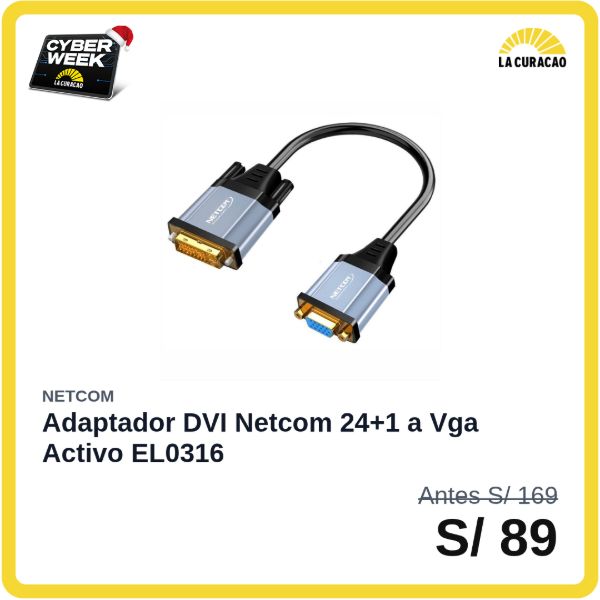 CYBER
WEEK
LA CURACAO
LA CURACAO
NETCOM
NETCOM
NETCOM
Adaptador DVI Netcom 24+1 a Vga
Activo EL0316
Antes S/ 169
S/ 89